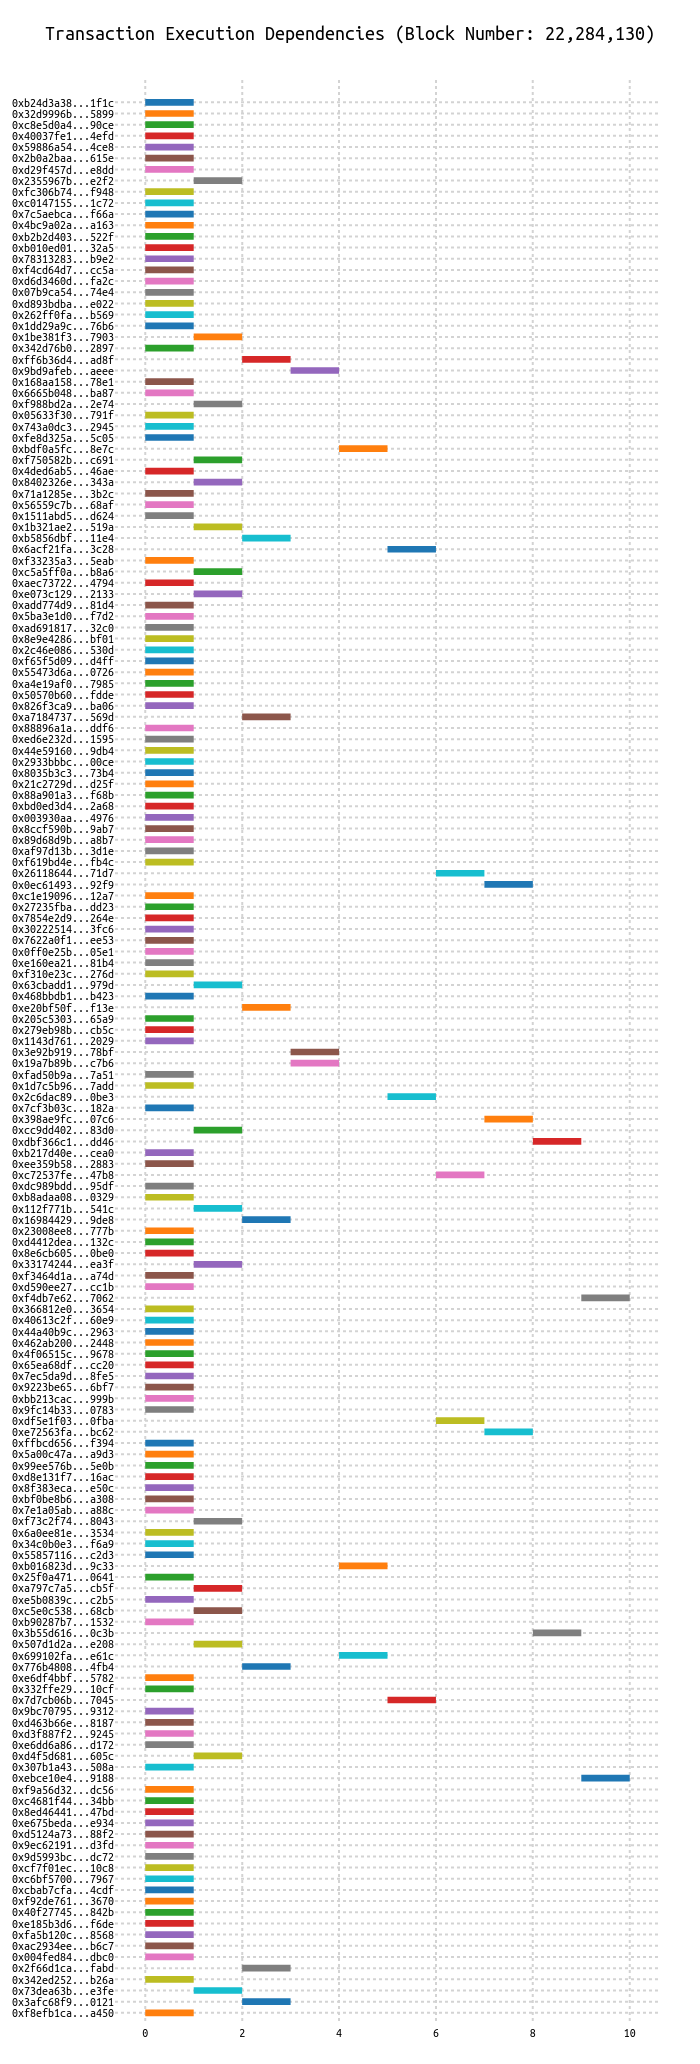 Transaction Execution Dependencies (Block Number: 22,284,130)
0xb24d3a38...1f1c
0x32d9996b...5899
0xc8e5d0a4...90ce
0x40037fe1...4efd
0x59886a54...4ce8
0x2b0a2baa...615e
0xd29f457d...e8dd
0x2355967b...e2f2
0xfc306b74...f948
0xc0147155...1c72
0x7c5aebca...f66a
0x4bc9a02a...a163
0xb2b2d403...522f
0xb010ed01...32a5
0x78313283...b9e2
0xf4cd64d7...cc5a
0xd6d3460d...fa2c
0x07b9ca54...74e4
0xd893bdba...e022
0x262ff0fa...b569
0x1dd29a9c...76b6
0x1be381f3...7903
0x342d76b0...2897
0xff6b36d4...ad8f
0x9bd9afeb...aeee
0x168aa158...78e1
0x6665b048...ba87
0xf988bd2a...2e74
0x05633f30...791f
0x743a0dc3...2945
0xfe8d325a...5c05
0xbdf0a5fc...8e7c
0xf750582b...c691
0x4ded6ab5...46ae
0x8402326e...343a
0x71a1285e...3b2c
0x56559c7b...68af
0x1511abd5...d624
0x1b321ae2...519a
0xb5856dbf...11e4
0x6acf21fa...3c28
0xf33235a3...5eab
0xc5a5ff0a...b8a6
0xaec73722...4794
0xe073c129...2133
0xadd774d9...81d4
0x5ba3e1d0...f7d2
0xad691817...32c0
0x8e9e4286...bf01
0x2c46e086...530d
0xf65f5d09...d4ff
0x55473d6a...0726
0xa4e19af0...7985
0x50570b60...fdde
0x826f3ca9...ba06
0xa7184737...569d
0x88896a1a...ddf6
0xed6e232d...1595
0x44e59160...9db4
0x2933bbbc...00ce
0x8035b3c3...73b4
0x21c2729d...d25f
0x88a901a3...f68b
0xbd0ed3d4...2a68
0x003930aa...4976
0x8ccf590b...9ab7
0x89d68d9b...a8b7
0xaf97d13b...3d1e
0xf619bd4e...fb4c
0x26118644...71d7
0x0ec61493...92f9
0xc1e19096...12a7
0x27235fba...dd23
0x7854e2d9...264e
0x30222514...3fc6
0x7622a0f1...ee53
0x0ff0e25b...05e1
0xe160ea21...81b4
0xf310e23c...276d
0x63cbadd1...979d
0x468bbdb1...b423
0xe20bf50f...f13e
0x205c5303...65a9
0x279eb98b...cb5c
0x1143d761...2029
0x3e92b919...78bf
0x19a7b89b...c7b6
0xfad50b9a...7a51
0x1d7c5b96...7add
0x2c6dac89...0be3
0x7cf3b03c...182a
0x398ae9fc...07c6
0xcc9dd402...83d0
0xdbf366c1...dd46
0xb217d40e...cea0
0xee359b58...2883
0xc72537fe...47b8
0xdc989bdd...95df
0xb8adaa08...0329
0x112f771b...541c
0x16984429...9de8
0x23008ee8...777b
0xd4412dea...132c
0x8e6cb605...0be0
0x33174244...ea3f
0xf3464d1a...a74d
0xd590ee27...cc1b
0xf4db7e62...7062
0x366812e0...3654
0x40613c2f...60e9
0x44a40b9c...2963
0x462ab200...2448
0x4f06515c...9678
0x65ea68df...cc20
0x7ec5da9d...8fe5
0x9223be65...6bf7
0xbb213cac...999b
0x9fc14b33...0783
0xdf5e1f03...0fba
0xe72563fa...bc62
0xffbcd656...f394
0x5a00c47a...a9d3
0x99ee576b...5e0b
0xd8e131f7...16ac
0x8f383eca...e50c
0xbf0be8b6...a308
0x7e1a05ab...a88c
0xf73c2f74...8043
0x6a0ee81e...3534
0x34c0b0e3...f6a9
0x55857116...c2d3
0xb016823d...9c33
0x25f0a471...0641
0xa797c7a5...cb5f
0xe5b0839c...c2b5
0xc5e0c538...68cb
0xb90287b7...1532
0x3b55d616...0c3b
0x507d1d2a...e208
0x699102fa...e61c
0x776b4808...4fb4
0xe6df4bbf...5782
0x332ffe29...10cf
0x7d7cb06b...7045
0x9bc70795...9312
0xd463b66e...8187
0xd3f887f2...9245
0xe6dd6a86...d172
0xd4f5d681...605c
0x307b1a43...508a
0xebce10e4...9188
0xf9a56d32...dc56
0xc4681f44...34bb
0x8ed46441...47bd
0xe675beda...e934
0xd5124a73...88f2
0x9ec62191...d3fd
0x9d5993bc...dc72
0xcf7f01ec...10c8
0xc6bf5700...7967
0xcbab7cfa...4cdf
0xf92de761...3670
0x40f27745...842b
0xe185b3d6...f6de
0xfa5b120c...8568
0xac2934ee...b6c7
0x004fed84...dbc0
0x2f66d1ca...fabd
0x342ed252...b26a
0x73dea63b...e3fe
0x3afc68f9...0121
0xf8efb1ca...a450
0 2 4 6 8 10